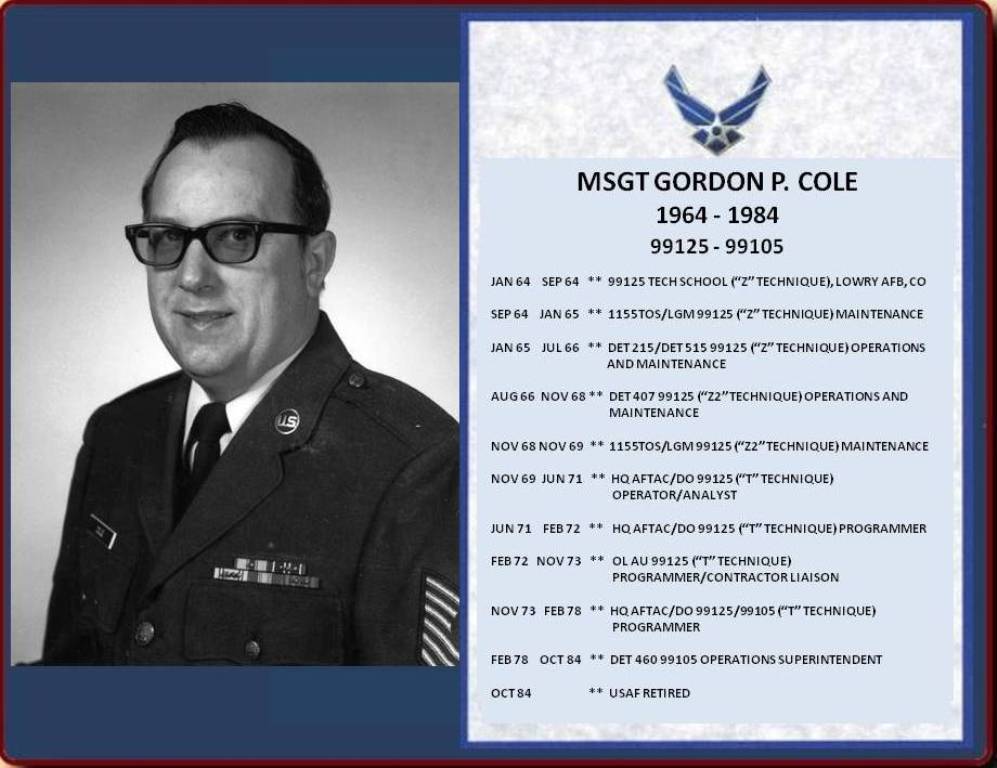 MSGT GORDON P. COLE
1964 - 1984
99125 - 99105
JAN 64 SEP 64 ** 99125 TECH SCHOOL (“Z” TECHNIQUE), LOWRY AFB, CO
SEP 64 JAN 65 ** 1155TOS/LGM 99125 (“Z” TECHNIQUE) MAINTENANCE
JAN 65 JUL 66 ** DET 215/DET 515 99125 (“Z” TECHNIQUE) OPERATIONS
AND MAINTENANCE
AUG 66 NOV 68 ** DET 407 99125 (“Z2” TECHNIQUE) OPERATIONS AND
MAINTENANCE
NOV 68 NOV 69 ** 1155TOS/LGM 99125 (“Z2” TECHNIQUE) MAINTENANCE
NOV 69 JUN 71 ** HQ AFTAC/DO 99125 (“T” TECHNIQUE)
OPERATOR/ANALYST
JUN 71 FEB 72 ** HQ AFTAC/DO 99125 (“T” TECHNIQUE) PROGRAMMER
FEB 72 NOV 73 ** OL AU 99125 (“T” TECHNIQUE)
PROGRAMMER/CONTRACTOR LIAISON
NOV 73 FEB 78 ** HQ AFTAC/DO 99125/99105 (“T” TECHNIQUE)
PROGRAMMER
FEB 78 OCT 84 ** DET 460 99105 OPERATIONS SUPERINTENDENT
OCT 84 ** USAF RETIRED
U.S.